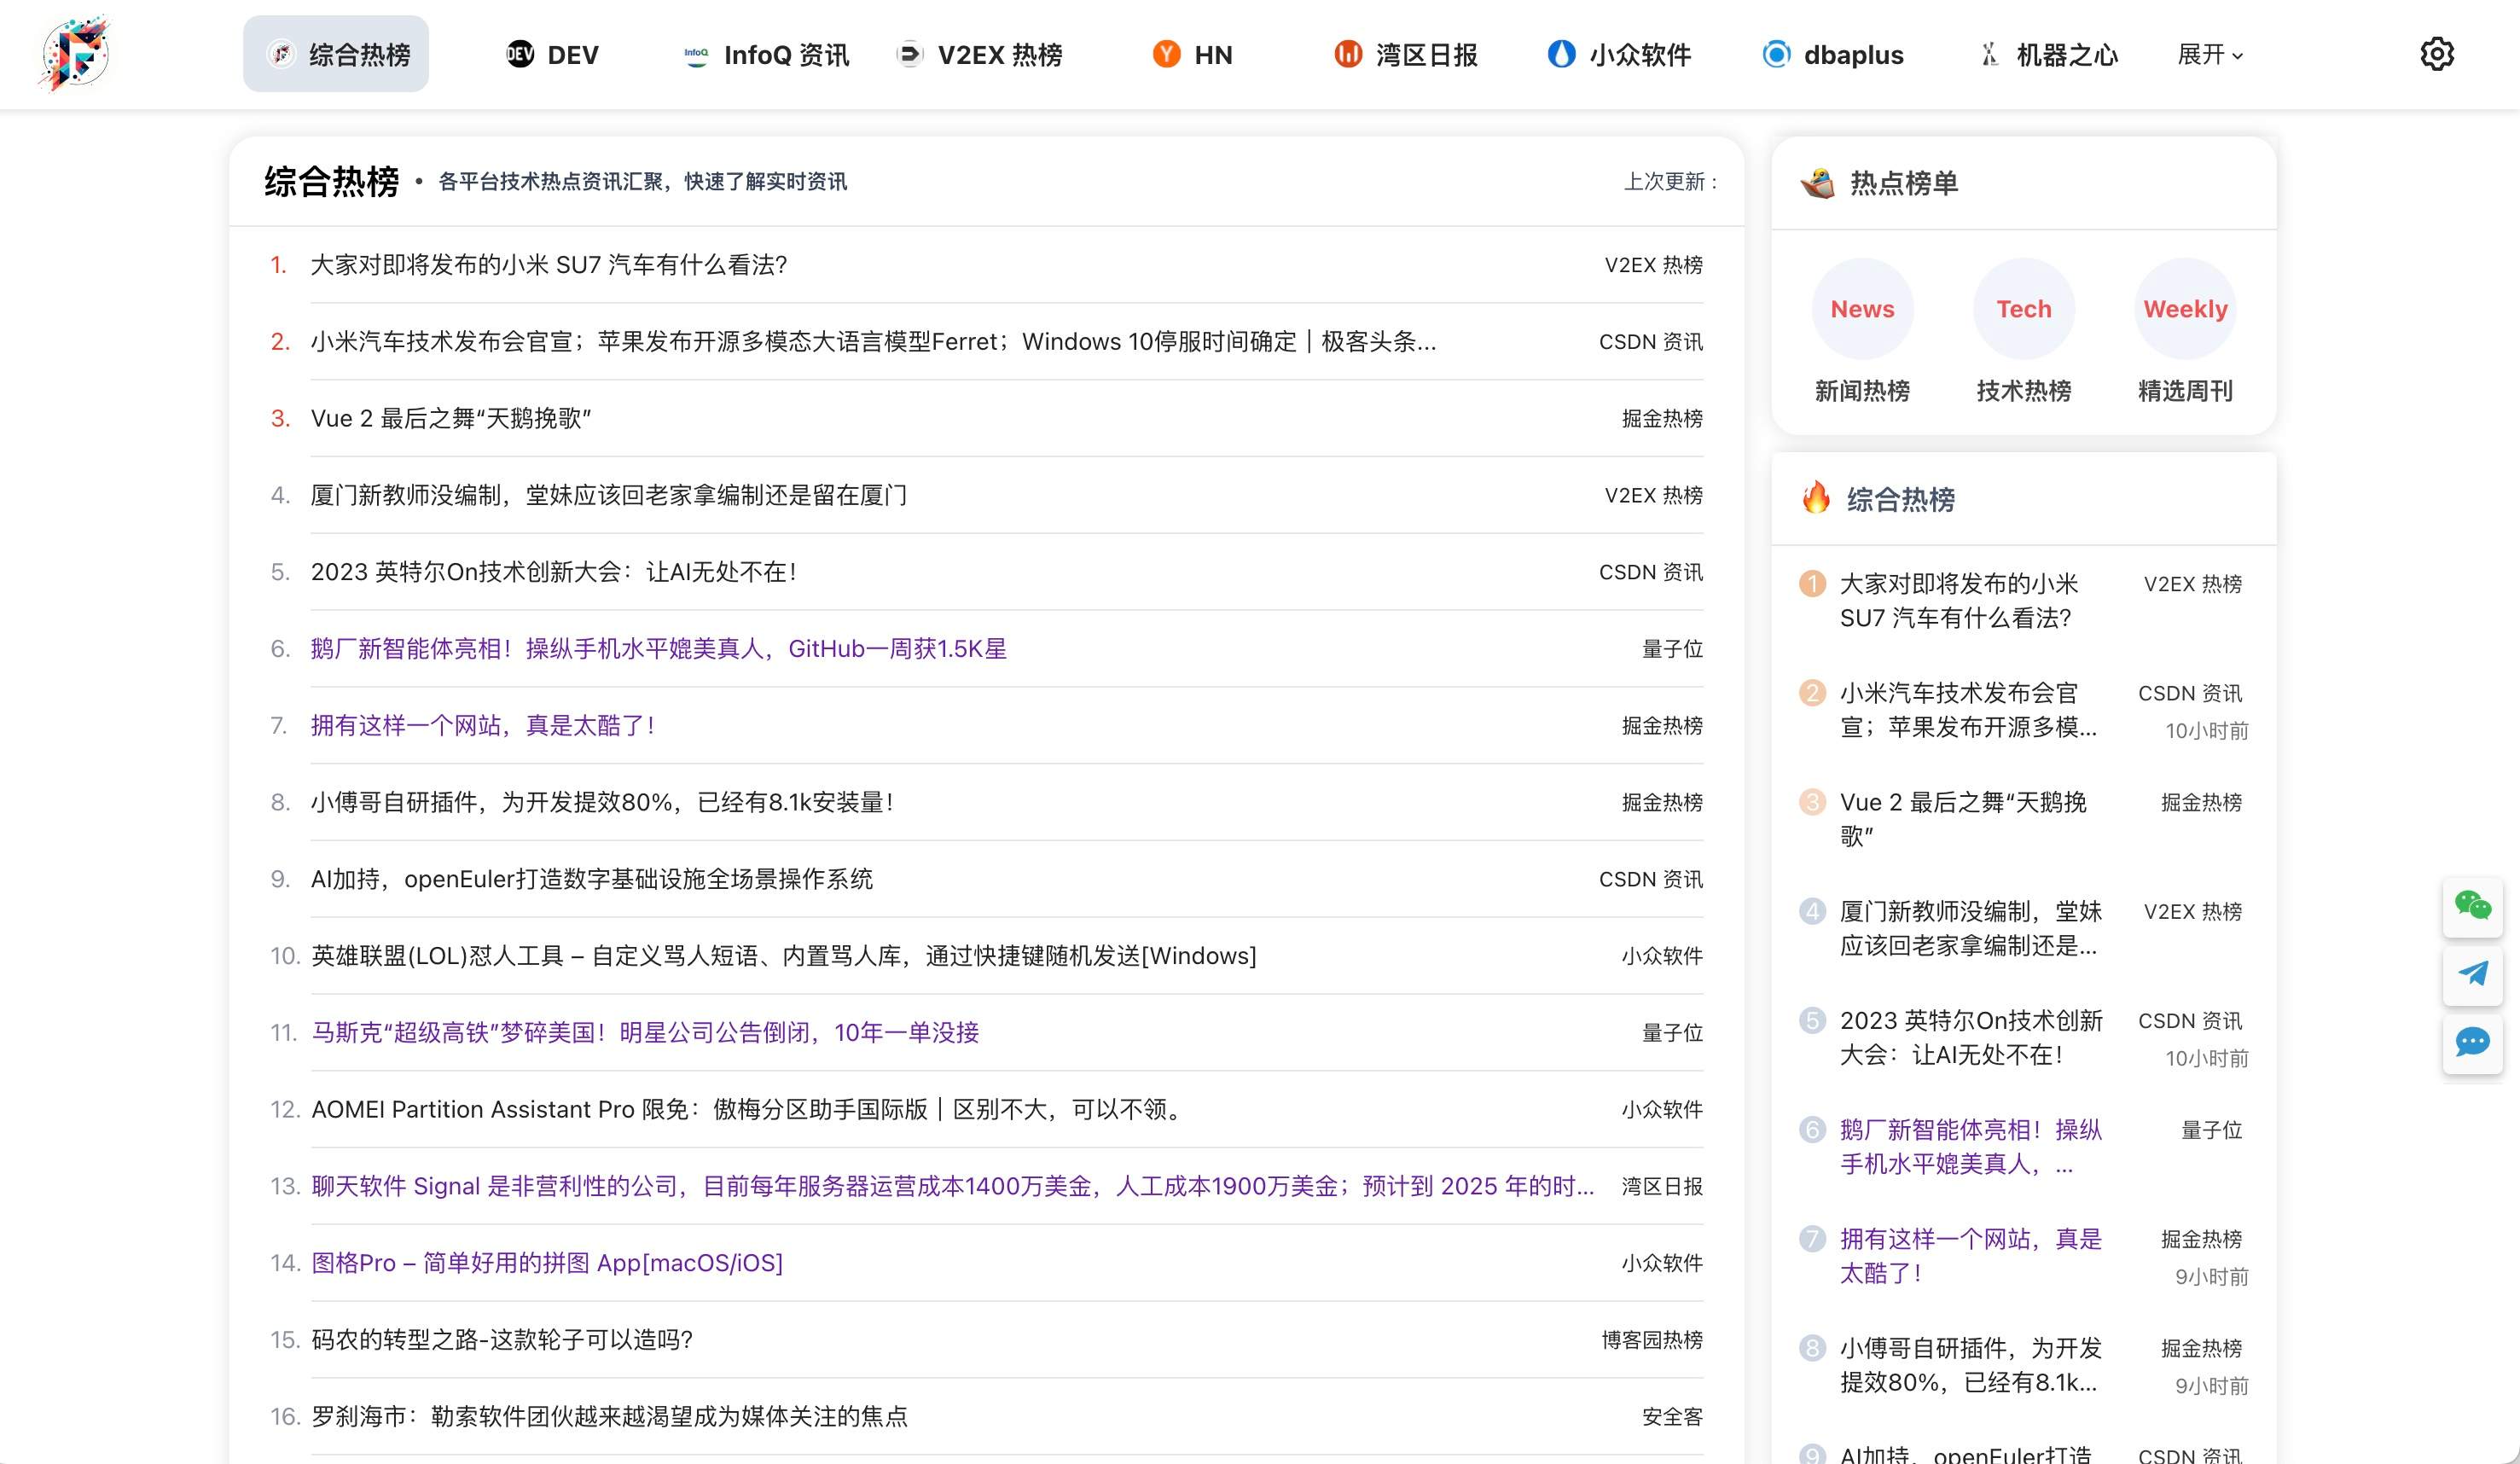 综合热榜
DEV DEV
InfoQ InfoQ 资讯
V2EX 热榜
Y HN
湾区日报
小众软件
dbaplus
机器之心
展开
综合热榜 • 各平台技术热点资讯汇聚，快速了解实时资讯 上次更新 :
1. 大家对即将发布的小米 SU7 汽车有什么看法? V2EX 热榜
2. 小米汽车技术发布会官宣；苹果发布开源多模态大语言模型Ferret；Windows 10停服时间确定｜极客头条... CSDN 资讯
3. Vue 2 最后之舞“天鹅挽歌” 掘金热榜
4. 厦门新教师没编制，堂妹应该回老家拿编制还是留在厦门 V2EX 热榜
5. 2023 英特尔On技术创新大会：让AI无处不在！ CSDN 资讯
6. 鹅厂新智能体亮相！操纵手机水平媲美真人，GitHub一周获1.5K星 量子位
7. 拥有这样一个网站，真是太酷了！ 掘金热榜
8. 小傅哥自研插件，为开发提效80%，已经有8.1k安装量！ 掘金热榜
9. AI加持，openEuler打造数字基础设施全场景操作系统 CSDN 资讯
10. 英雄联盟(LOL)怼人工具 – 自定义骂人短语、内置骂人库，通过快捷键随机发送[Windows] 小众软件
11. 马斯克“超级高铁”梦碎美国！明星公司公告倒闭，10年一单没接 量子位
12. AOMEI Partition Assistant Pro 限免：傲梅分区助手国际版｜区别不大，可以不领。 小众软件
13. 聊天软件 Signal 是非营利性的公司，目前每年服务器运营成本1400万美金，人工成本1900万美金；预计到 2025 年的时... 湾区日报
14. 图格Pro – 简单好用的拼图 App[macOS/iOS] 小众软件
15. 码农的转型之路-这款轮子可以造吗? 博客园热榜
16. 罗刹海市：勒索软件团伙越来越渴望成为媒体关注的焦点 安全客
热点榜单
News Tech Weekly
新闻热榜 技术热榜 精选周刊
综合热榜
1 大家对即将发布的小米 V2EX 热榜
SU7 汽车有什么看法?
2 小米汽车技术发布会官 CSDN 资讯
宣；苹果发布开源多模... 10小时前
3 Vue 2 最后之舞“天鹅挽 掘金热榜
歌”
4 厦门新教师没编制，堂妹 V2EX 热榜
应该回老家拿编制还是...
5 2023 英特尔On技术创新 CSDN 资讯
大会：让AI无处不在！ 10小时前
6 鹅厂新智能体亮相！操纵 量子位
手机水平媲美真人，...
7 拥有这样一个网站，真是 掘金热榜
太酷了！ 9小时前
8 小傅哥自研插件，为开发 掘金热榜
提效80%，已经有8.1k... 9小时前
9 AI加持，openEuler打造 CSDN 资讯